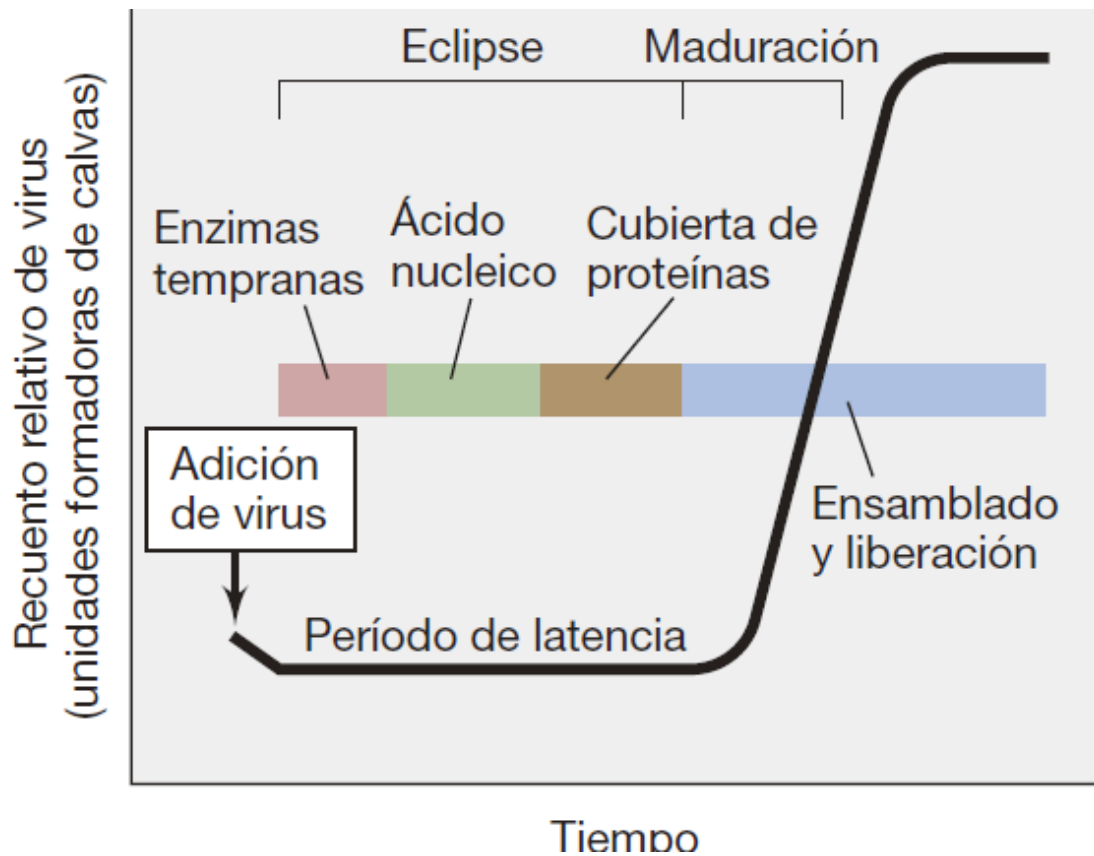 Recuento relativo de virus
(unidades formadoras de calvas)
Eclipse
Maduración
Enzimas
tempranas
Ácido
nucleico
Cubierta de
proteínas
Adición
de virus
Ensamblado
y liberación
Período de latencia
Tiempo